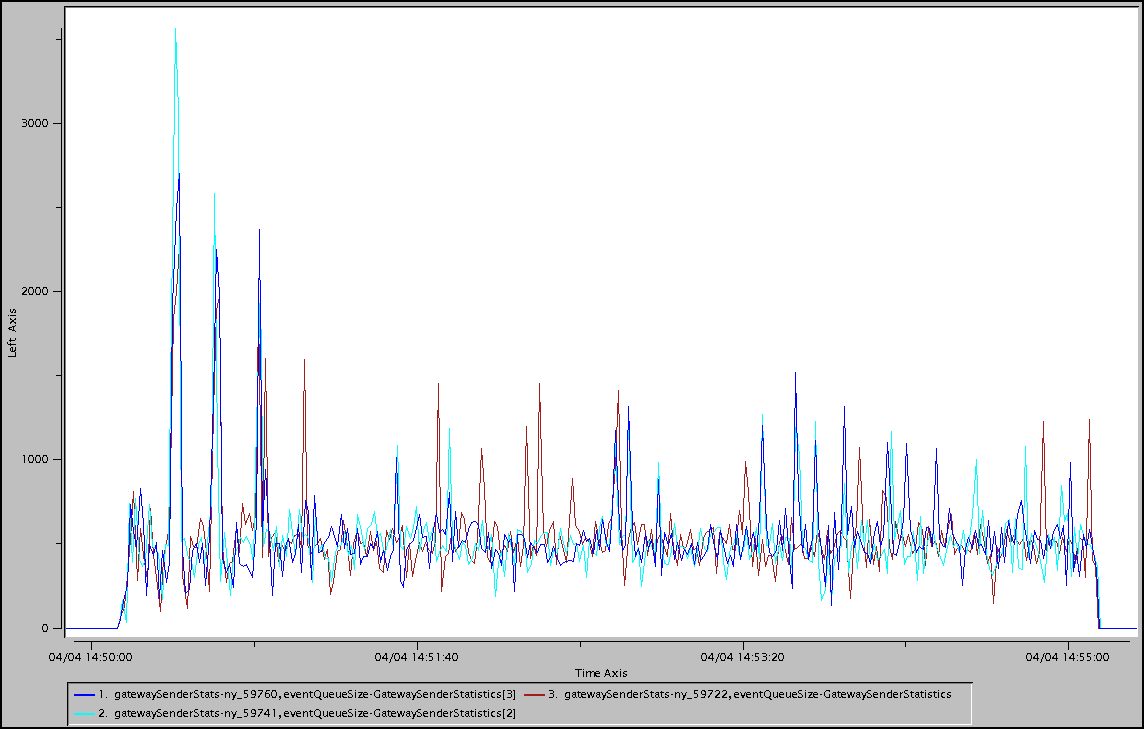 3000
2000
1000
0
Left Axis
04/04 14:50:00 04/04 14:51:40 04/04 14:53:20 04/04 14:55:00
Time Axis
1. gatewaySenderStats-ny_59760,eventQueueSize-GatewaySenderStatistics[3] 3. gatewaySenderStats-ny_59722,eventQueueSize-GatewaySenderStatistics
2. gatewaySenderStats-ny_59741,eventQueueSize-GatewaySenderStatistics[2]